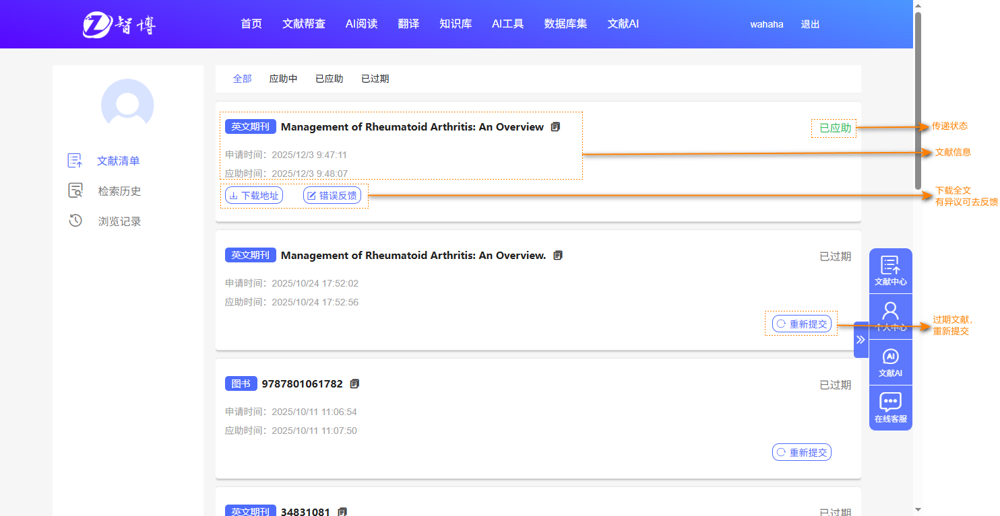 智博
首页 文献帮查 AI阅读 翻译 知识库 AI工具 数据库集 文献AI wahaha 退出
文献清单
检索历史
浏览记录
全部 应助中 已应助 已过期
英文期刊 Management of Rheumatoid Arthritis: An Overview 已应助
申请时间：2025/12/3 9:47:11
应助时间：2025/12/3 9:48:07
下载地址 错误反馈
英文期刊 Management of Rheumatoid Arthritis: An Overview. 已过期
申请时间：2025/10/24 17:52:02
应助时间：2025/10/24 17:52:56
重新提交
图书 9787801061782 已过期
申请时间：2025/10/11 11:06:54
应助时间：2025/10/11 11:07:50
重新提交
英文期刊 34831081 已过期
传递状态
文献信息
下载全文
有异议可去反馈
过期文献，
重新提交
文献中心
个人中心
AI
文献AI
在线客服